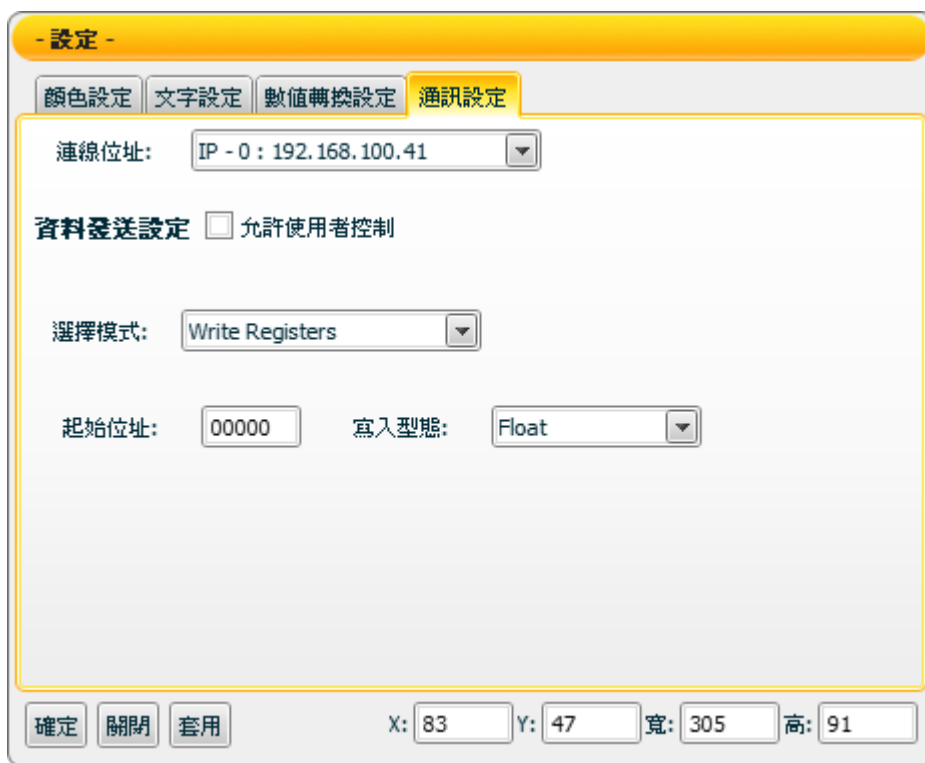 - 設定 -
顏色設定 文字設定 數值轉換設定 通訊設定
連線位址: IP - 0 : 192.168.100.41
資料發送設定 允許使用者控制
選擇模式: Write Registers
起始位址: 00000 寫入型態: Float
確定 關閉 套用 X: 83 Y: 47 寬: 305 高: 91